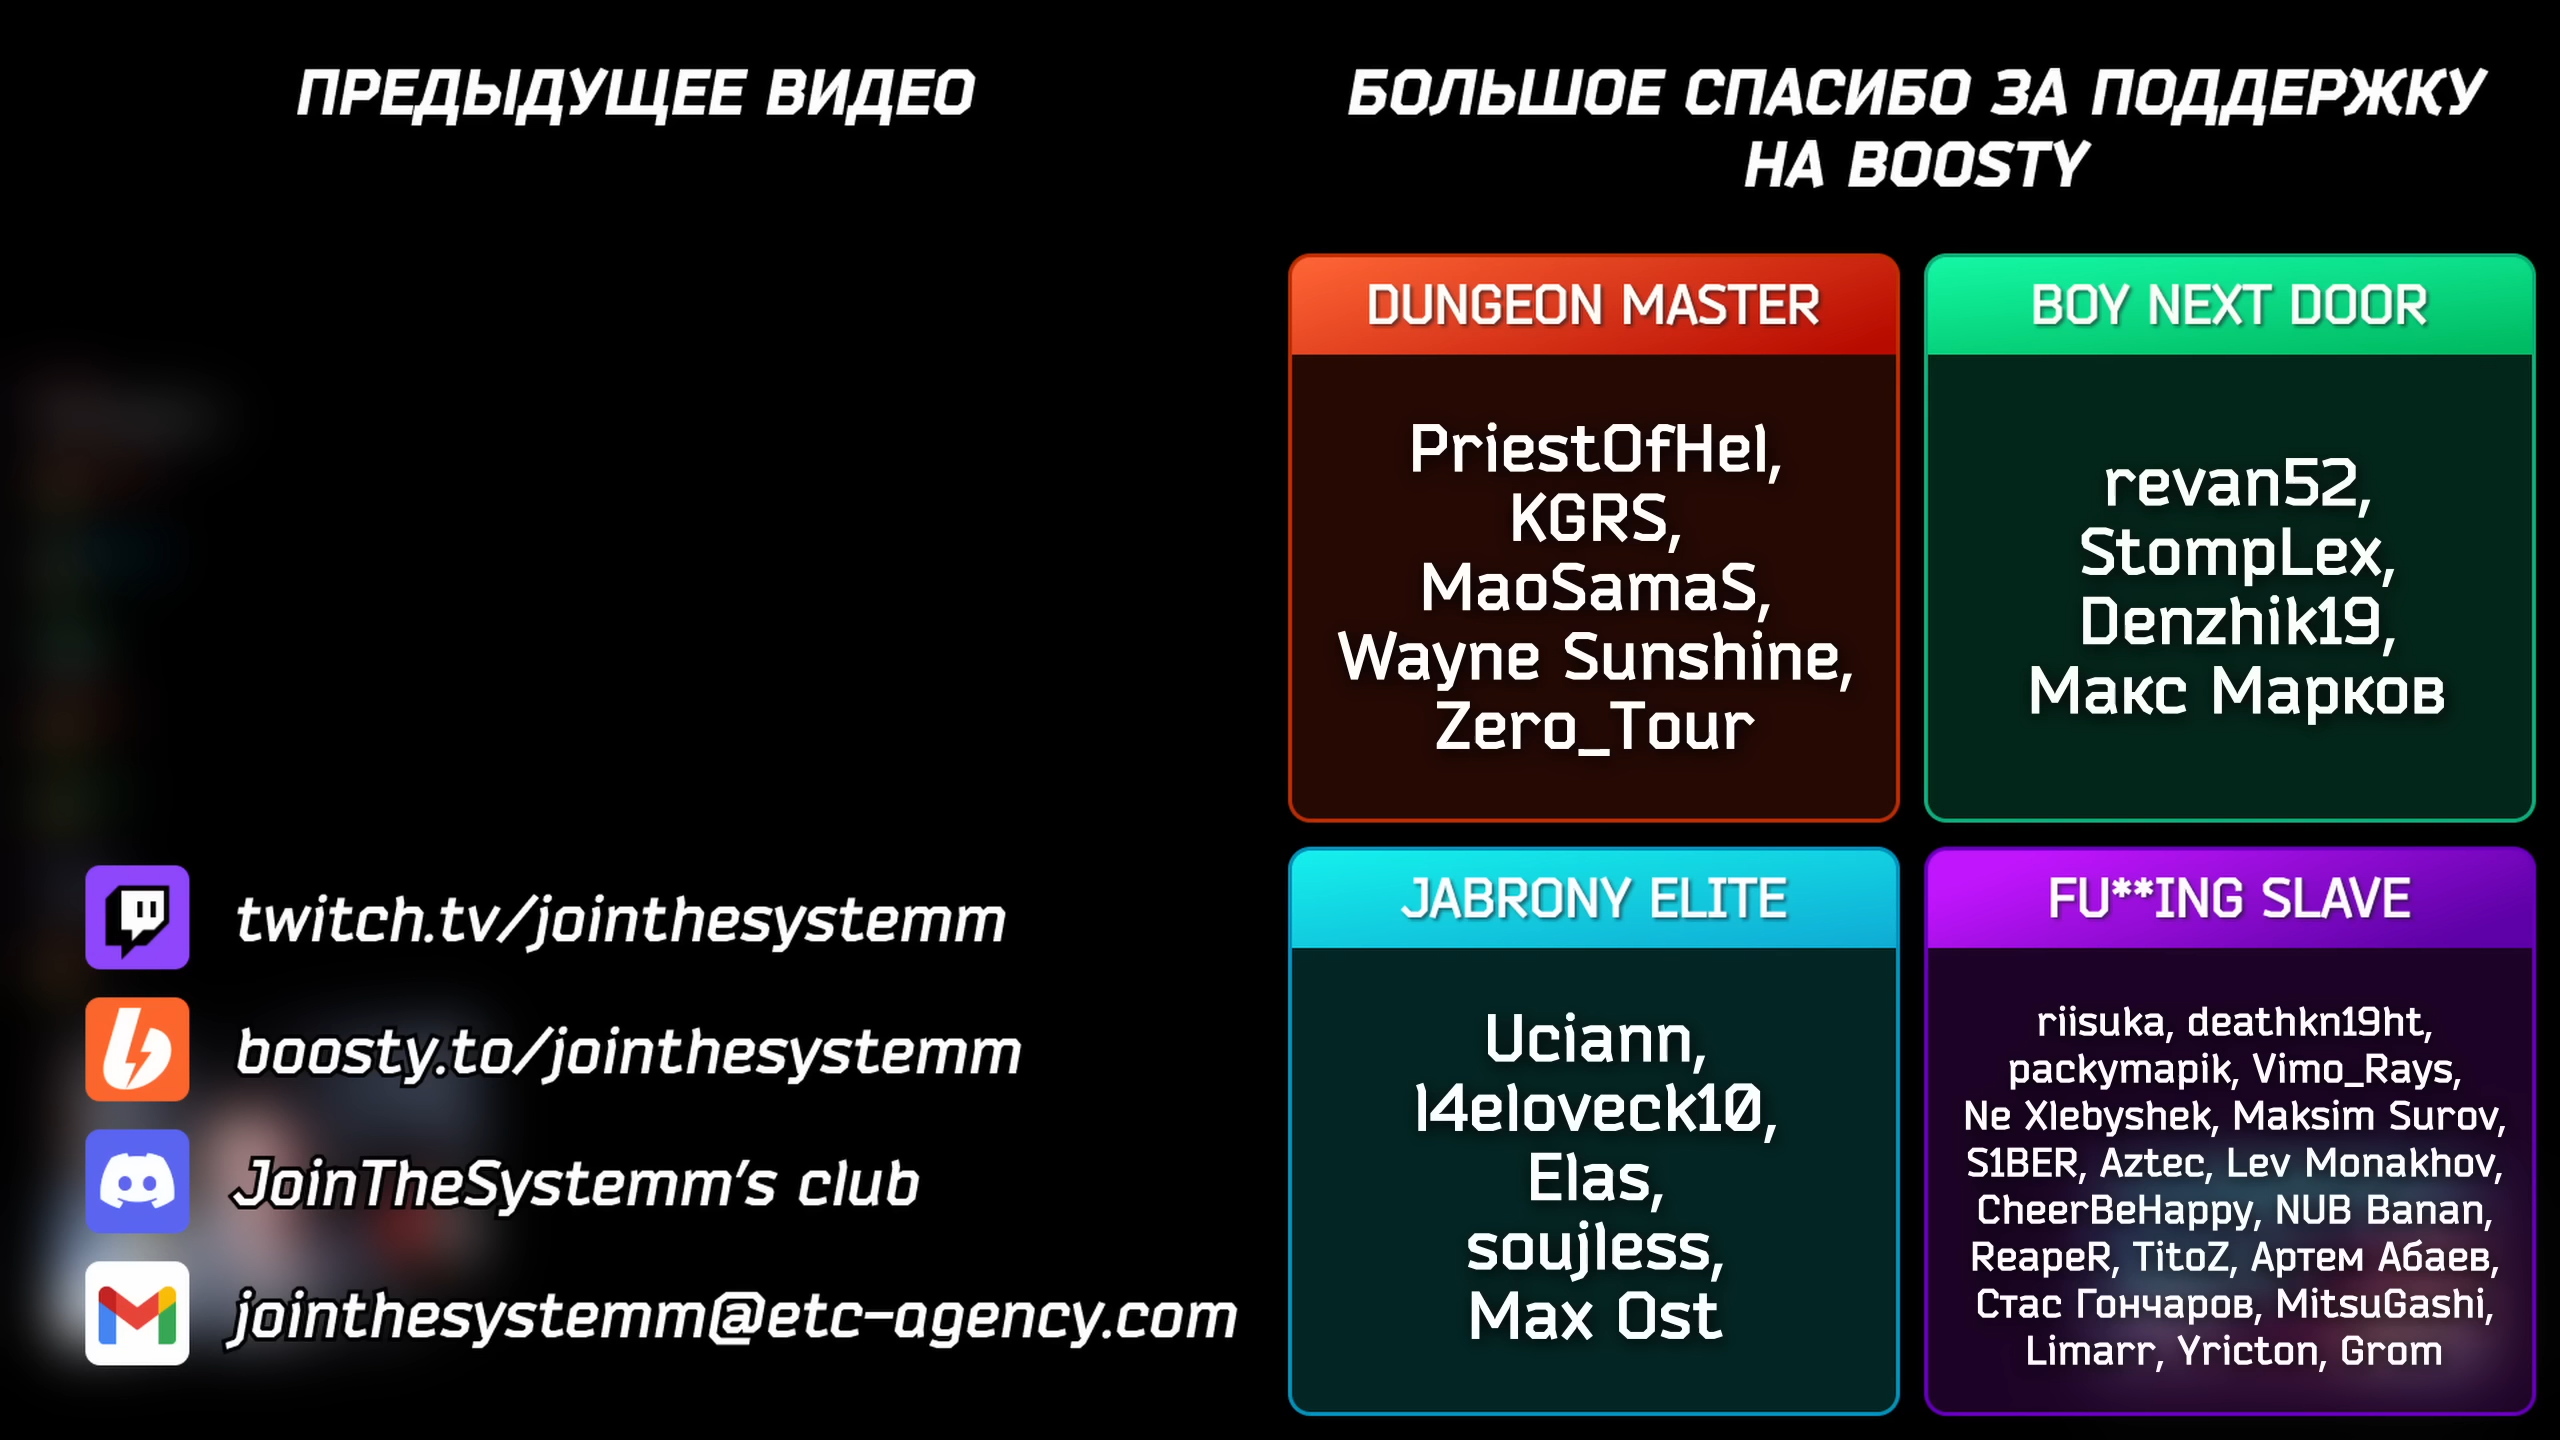 ПРЕДЫДУЩЕЕ ВИДЕО
twitch.tv/jointhesystemm
boosty.to/jointhesystemm
JoinTheSystemm's club
jointhesystemm@etc-agency.com
БОЛЬШОЕ СПАСИБО ЗА ПОДДЕРЖКУ
НА BOOSTY
DUNGEON MASTER
PriestOfHel,
KGRS,
MaoSamaS,
Wayne Sunshine,
Zero_Tour
BOY NEXT DOOR
revan52,
StompLex,
Denzhik19,
Макс Марков
JABRONY ELITE
Uciann,
l4eloveck10,
Elas,
soujless,
Max Ost
FU**ING SLAVE
riisuka, deathkn19ht,
packymapik, Vimo_Rays,
Ne Xlebyshek, Maksim Surov,
S1BER, Aztec, Lev Monakhov,
CheerBeHappy, NUB Banan,
ReapeR, TitoZ, Артем Абаев,
Стас Гончаров, MitsuGashi,
Limarr, Yricton, Grom